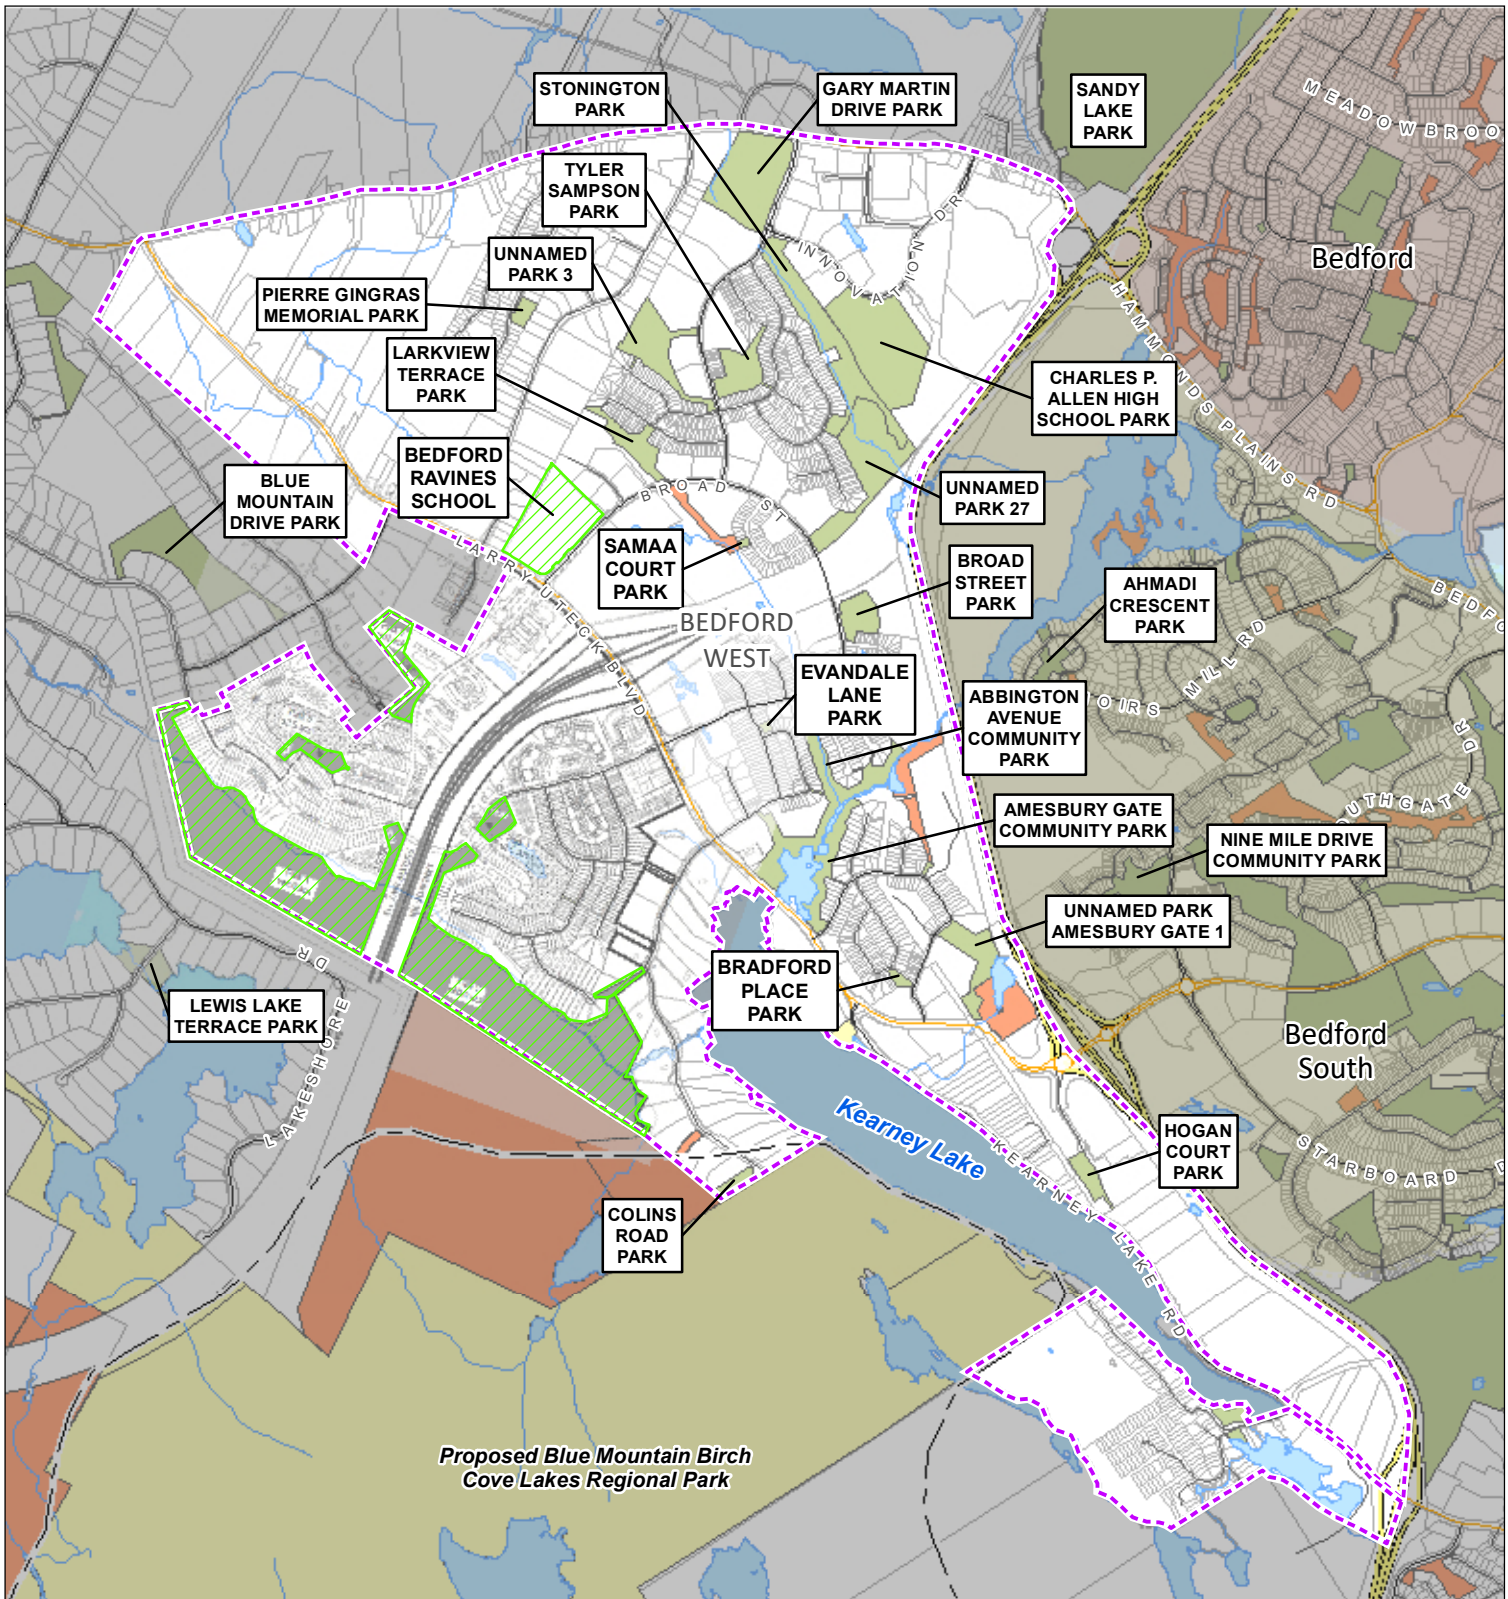 STONINGTON
PARK
GARY MARTIN
DRIVE PARK
SANDY
LAKE
PARK
MEADOWBROO
TYLER
SAMPSON
PARK
UNNAMED
PARK 3
INNOVATION DR
Bedford
PIERRE GINGRAS
MEMORIAL PARK
LARKVIEW
TERRACE
PARK
HAMMONDS PLAINS RD
CHARLES P.
ALLEN HIGH
SCHOOL PARK
BEDFORD
RAVINES
SCHOOL
BLUE
MOUNTAIN
DRIVE PARK
BROAD ST
UNNAMED
PARK 27
LARRY UTECK BLVD
SAMAA
COURT
PARK
BROAD
STREET
PARK
AHMADI
CRESCENT
PARK
BEDFO
BEDFORD
WEST
EVANDALE
LANE
PARK
ABBINGTON
AVENUE
COMMUNITY
PARK
OIRS MILL RD
OUTHGATE DR
AMESBURY GATE
COMMUNITY PARK
NINE MILE DRIVE
COMMUNITY PARK
UNNAMED PARK
AMESBURY GATE 1
BRADFORD
PLACE
PARK
LEWIS LAKE
TERRACE PARK
LAKESHORE DR
Bedford
South
Kearney Lake
KEARNEY LAKE RD
HOGAN
COURT
PARK
STARBOARD D
COLINS
ROAD
PARK
Proposed Blue Mountain Birch
Cove Lakes Regional Park